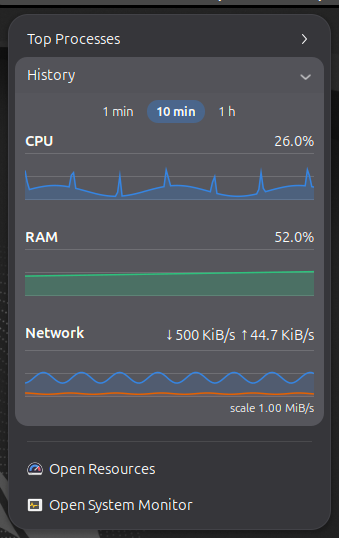 Top Processes
History
1 min 10 min 1 h
CPU 26.0%
RAM 52.0%
Network ↓500 KiB/s ↑44.7 KiB/s
scale 1.00 MiB/s
Open Resources
Open System Monitor